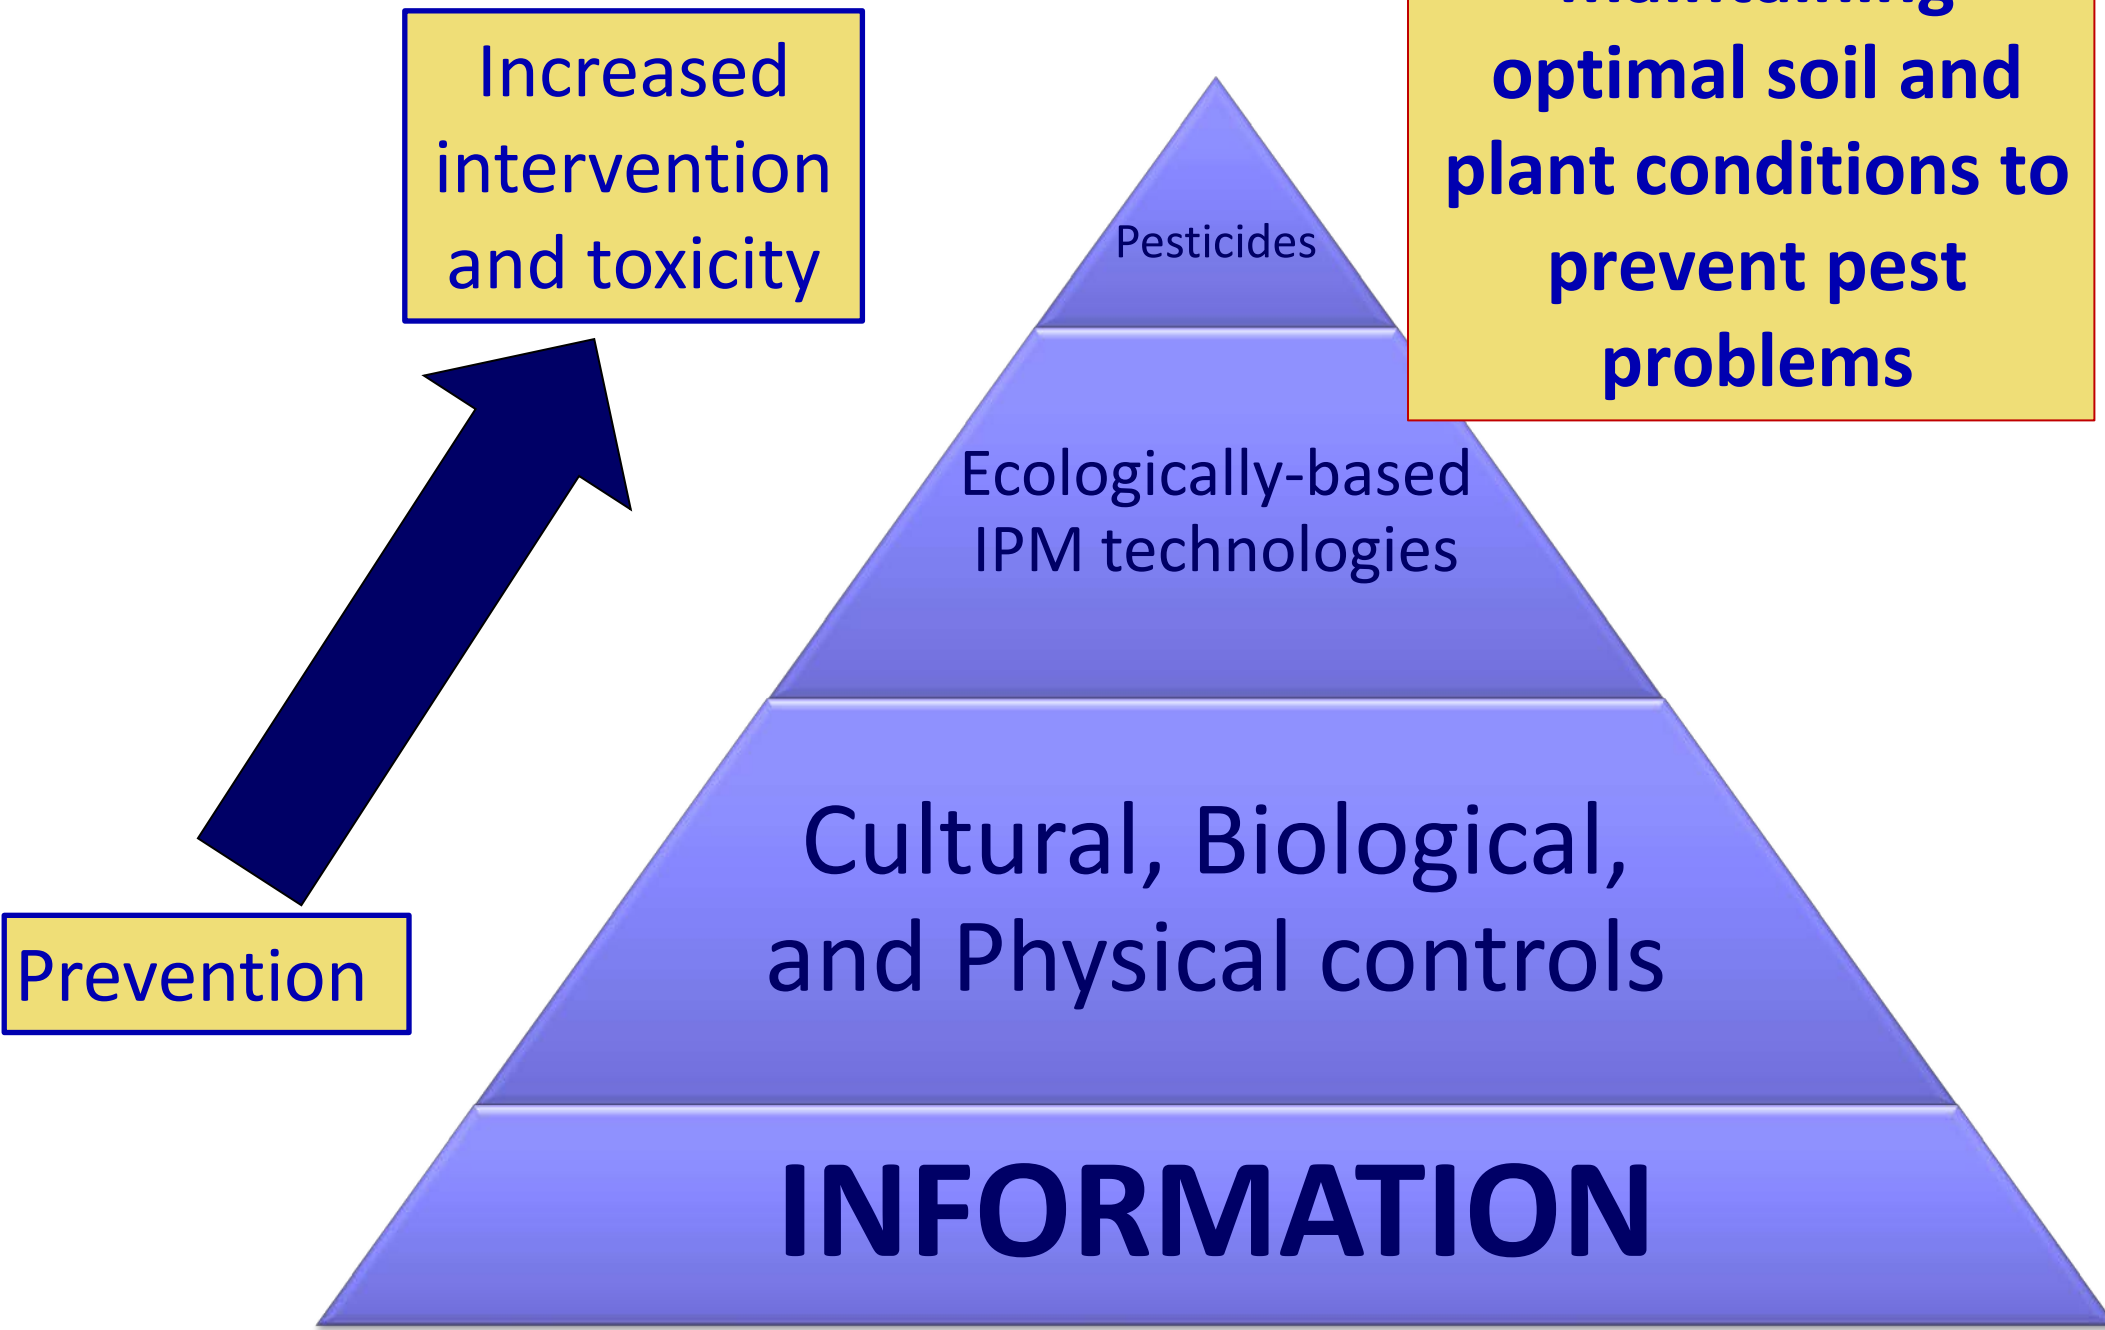 Increased
intervention
and toxicity
maintaining
optimal soil and
plant conditions to
prevent pest
problems
Pesticides
Ecologically-based
IPM technologies
Cultural, Biological,
and Physical controls
Prevention
INFORMATION